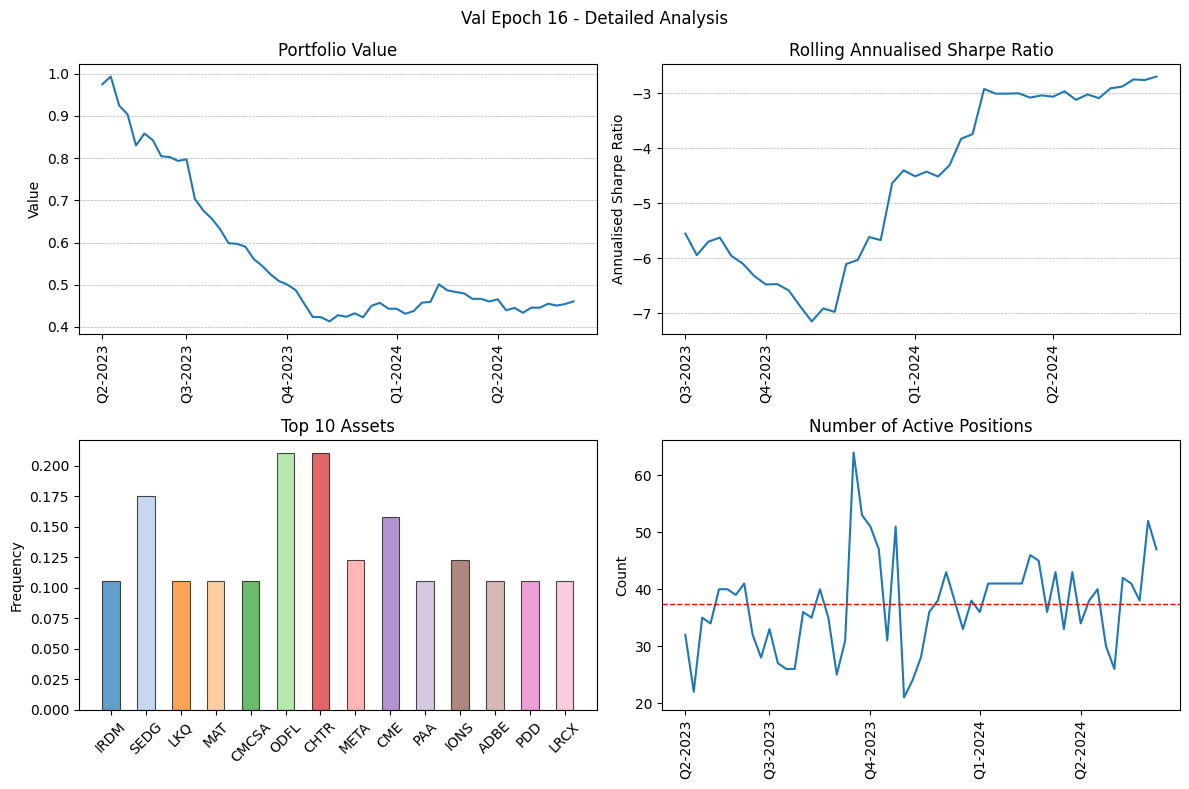 Val Epoch 16 - Detailed Analysis
Portfolio Value
Value
1.0
0.9
0.8
0.7
0.6
0.5
0.4
Q2-2023
Q3-2023
Q4-2023
Q1-2024
Q2-2024
Rolling Annualised Sharpe Ratio
Annualised Sharpe Ratio
−3
−4
−5
−6
−7
Q3-2023
Q4-2023
Q1-2024
Q2-2024
Top 10 Assets
Frequency
0.200
0.175
0.150
0.125
0.100
0.075
0.050
0.025
0.000
IRDM
SEDG
LKQ
MAT
CMCSA
ODFL
CHTR
META
CME
PAA
IONS
ADBE
PDD
LRCX
Number of Active Positions
Count
60
50
40
30
20
Q2-2023
Q3-2023
Q4-2023
Q1-2024
Q2-2024